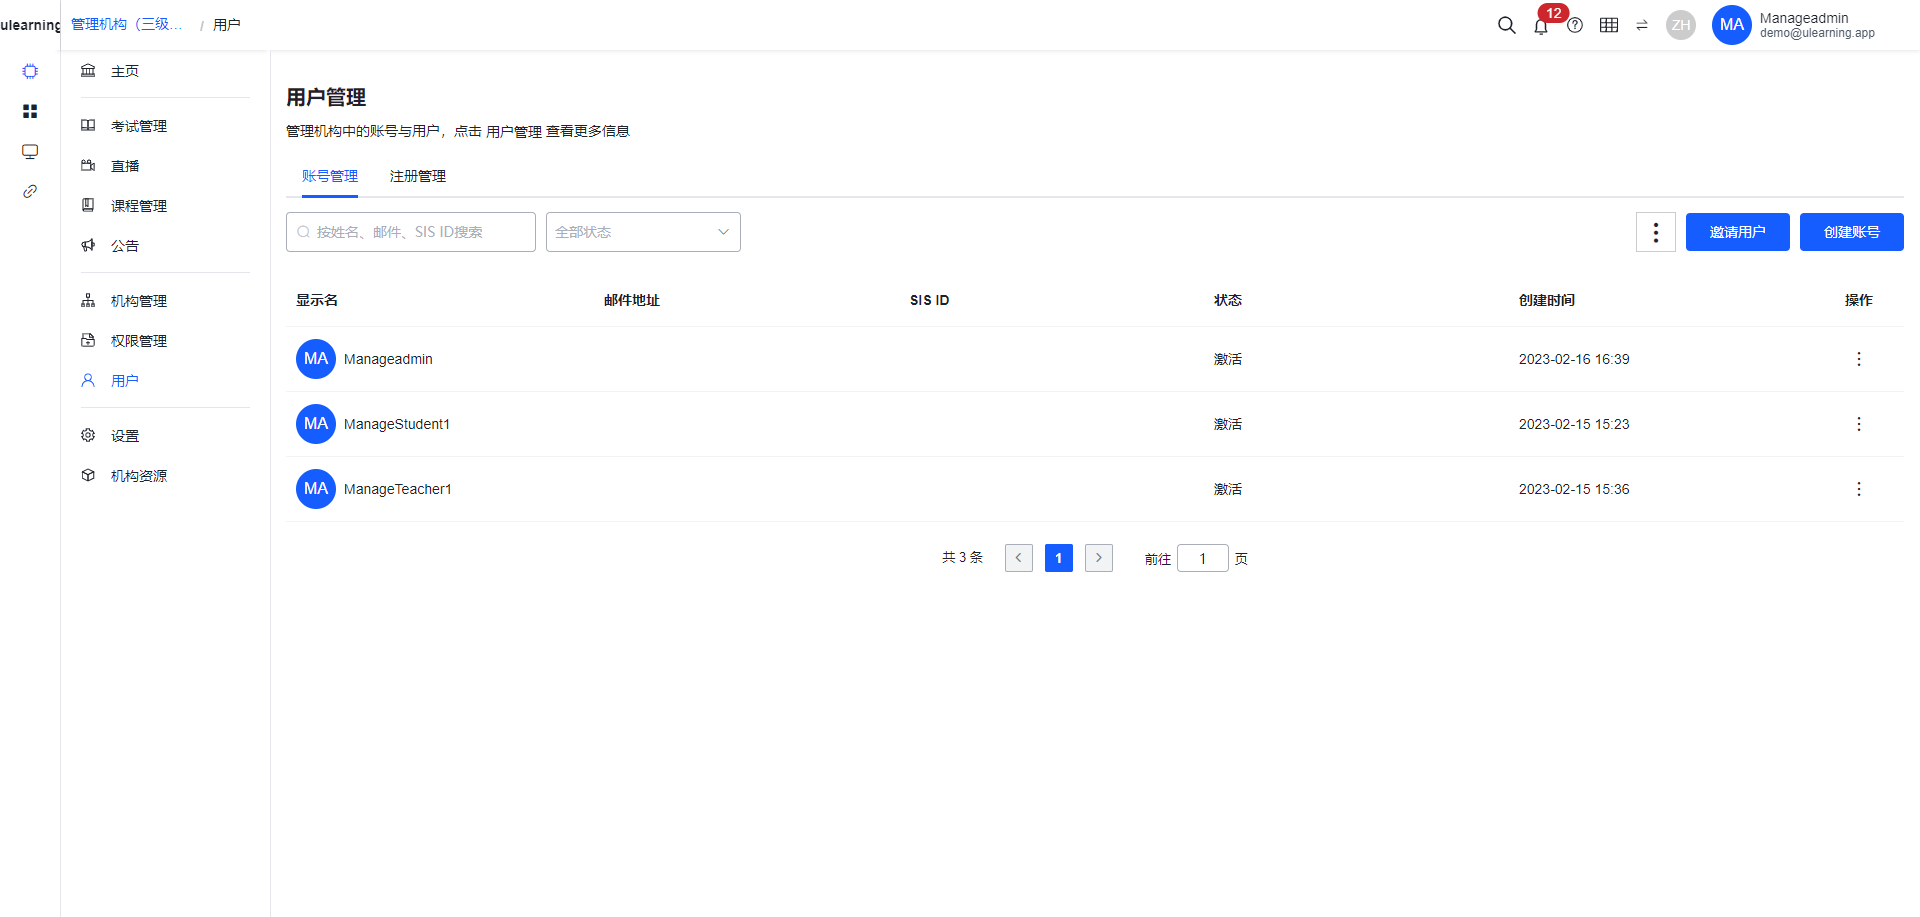 ulearning
管理机构（三级... / 用户
12
ZH
MA
Manageadmin
demo@ulearning.app
主页
考试管理
直播
课程管理
公告
机构管理
权限管理
用户
设置
机构资源
用户管理
管理机构中的账号与用户，点击 用户管理 查看更多信息
账号管理 注册管理
按姓名、邮件、SIS ID搜索 全部状态 邀请用户 创建账号
显示名 邮件地址 SIS ID 状态 创建时间 操作
MA Manageadmin 激活 2023-02-16 16:39
MA ManageStudent1 激活 2023-02-15 15:23
MA ManageTeacher1 激活 2023-02-15 15:36
共 3 条 1 前往 1 页